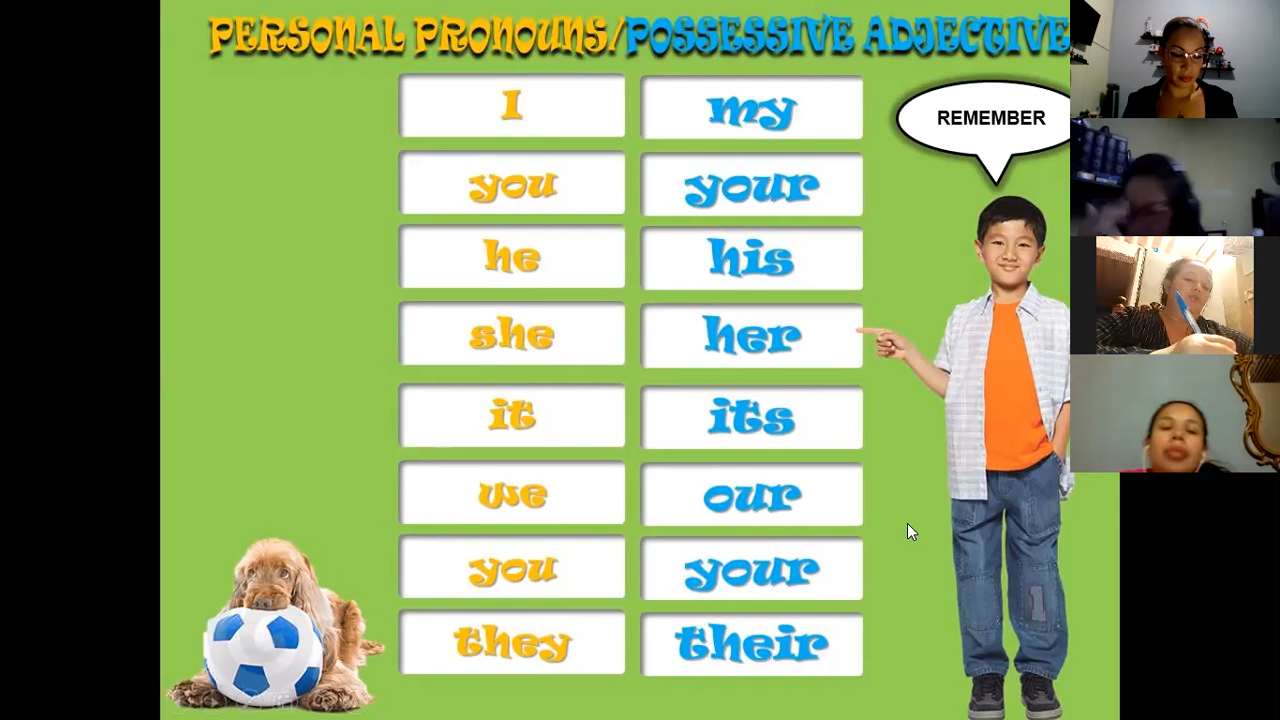 PERSONAL PRONOUNS/POSSESSIVE ADJECTIVE
I my
REMEMBER
you your
he his
she her
it its
we our
you your
they their